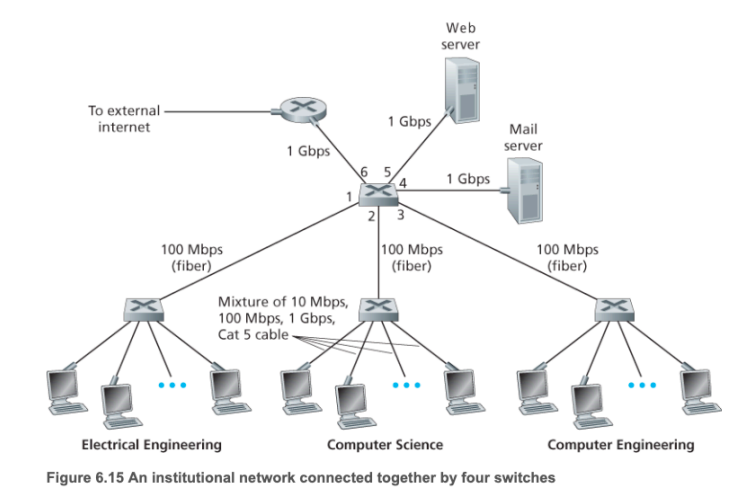 Web
server
To external
internet
1 Gbps
1 Gbps
Mail
server
1 Gbps
6 5
4
1
2 3
100 Mbps
(fiber)
100 Mbps
(fiber)
100 Mbps
(fiber)
Mixture of 10 Mbps,
100 Mbps, 1 Gbps,
Cat 5 cable
Electrical Engineering
Computer Science
Computer Engineering
Figure 6.15 An institutional network connected together by four switches